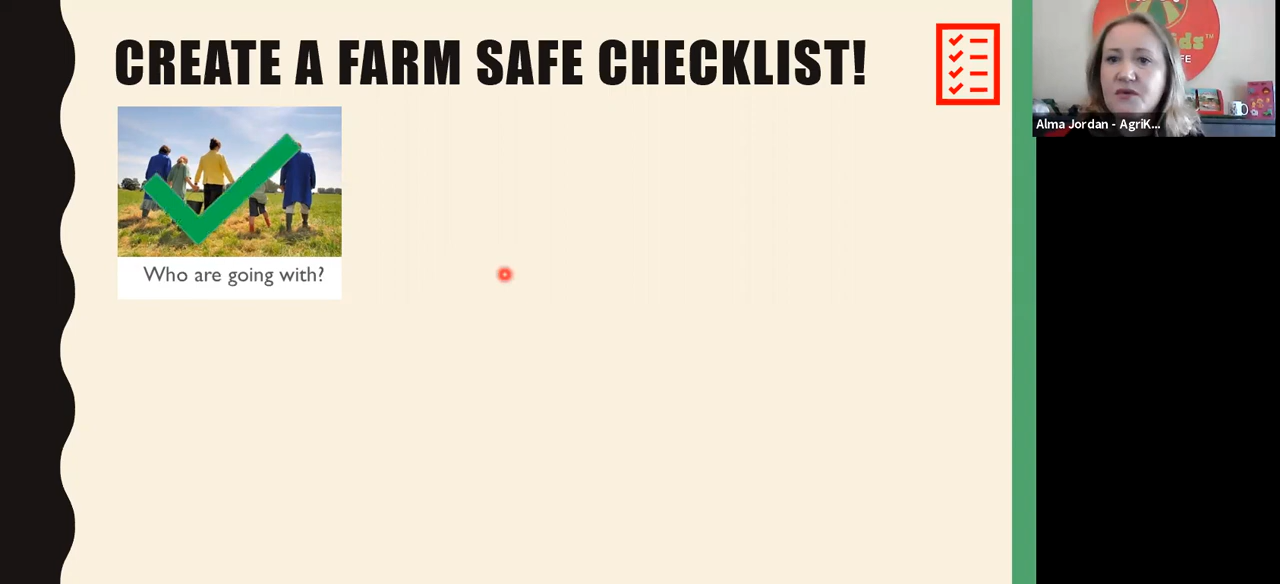 CREATE A FARM SAFE CHECKLIST!
Who are going with?
Alma Jordan - AgriK...